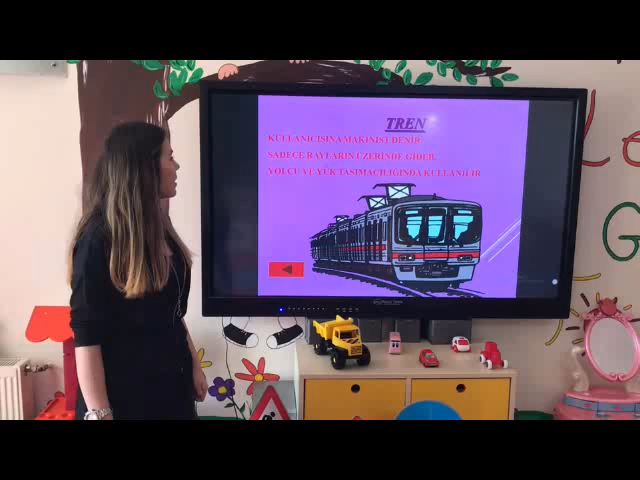 TREN
KULLANICISINA MAKİNİST DENİR.
SADECE RAYLARIN ÜZERİNDE GİDER.
YOLCU VE YÜK TAŞIMACILIĞINDA KULLANILIR